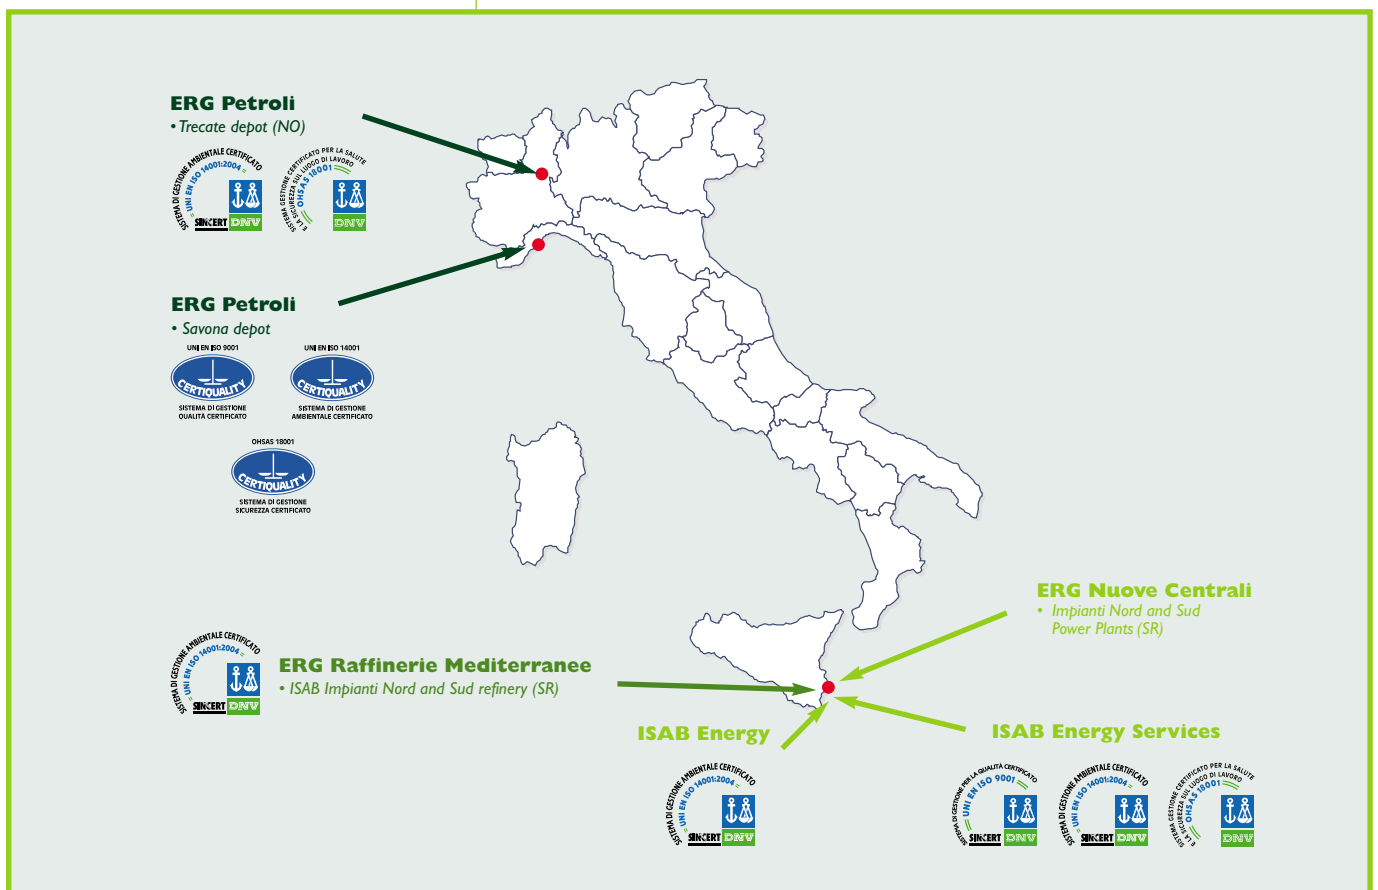 ERG Petroli
• Trecate depot (NO)
SISTEMA DI GESTIONE AMBIENTALE CERTIFICATO
= UNI EN ISO 14001:2004 =
SINCERT DNV
SISTEMA GESTIONE CERTIFICATO PER LA SALUTE
E LA SICUREZZA SUL LUOGO DI LAVORO
OHSAS 18001
DNV
ERG Petroli
• Savona depot
UNI EN ISO 9001
CERTIQUALITY
SISTEMA DI GESTIONE
QUALITÀ CERTIFICATO
UNI EN ISO 14001
CERTIQUALITY
SISTEMA DI GESTIONE
AMBIENTALE CERTIFICATO
OHSAS 18001
CERTIQUALITY
SISTEMA DI GESTIONE
SICUREZZA CERTIFICATO
ERG Nuove Centrali
• Impianti Nord and Sud
Power Plants (SR)
SISTEMA DI GESTIONE AMBIENTALE CERTIFICATO
= UNI EN ISO 14001:2004 =
SINCERT DNV
ERG Raffinerie Mediterranee
• ISAB Impianti Nord and Sud refinery (SR)
ISAB Energy
SISTEMA DI GESTIONE AMBIENTALE CERTIFICATO
= UNI EN ISO 14001:2004 =
SINCERT DNV
ISAB Energy Services
SISTEMA DI GESTIONE PER LA QUALITÀ CERTIFICATO
UNI EN ISO 9001
SINCERT DNV
SISTEMA DI GESTIONE AMBIENTALE CERTIFICATO
= UNI EN ISO 14001:2004 =
SINCERT DNV
SISTEMA GESTIONE CERTIFICATO PER LA SALUTE
E LA SICUREZZA SUL LUOGO DI LAVORO
OHSAS 18001
DNV